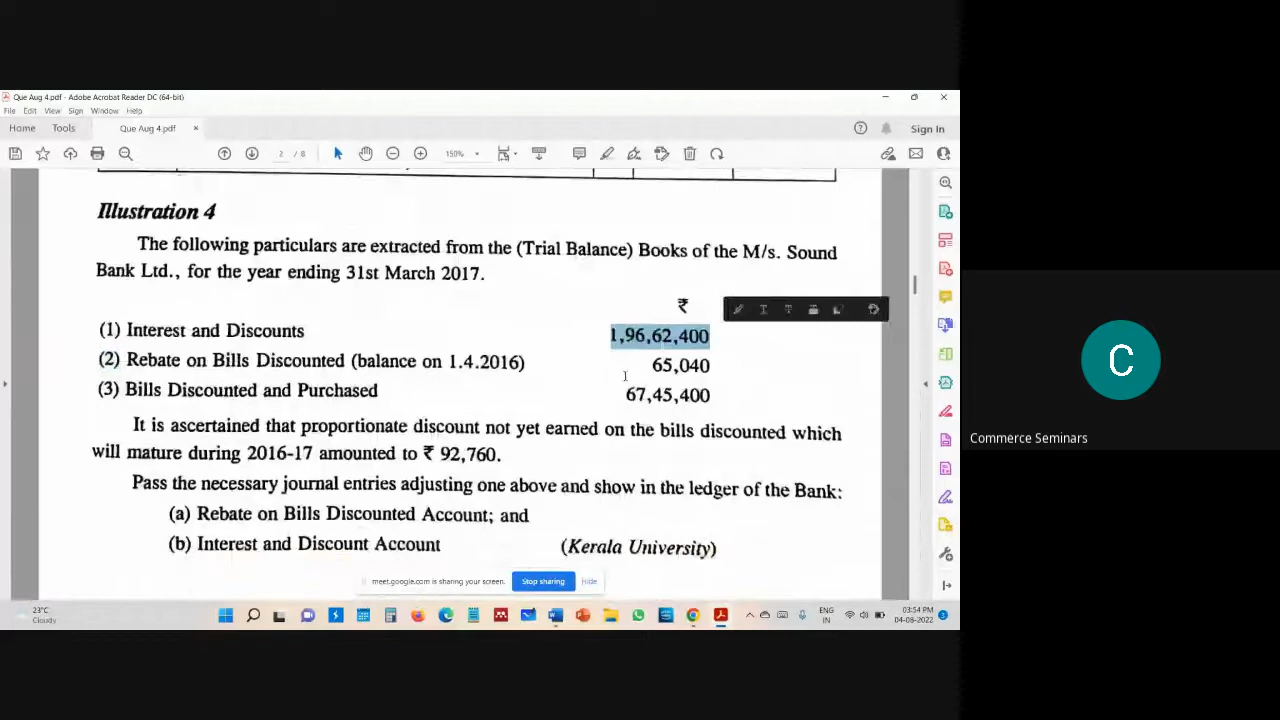 Que Aug 4.pdf - Adobe Acrobat Reader DC (64-bit)
File Edit View Sign Window Help
Home Tools Que Aug 4.pdf × Sign In
2 / 8 150%
Illustration 4
The following particulars are extracted from the (Trial Balance) Books of the M/s. Sound
Bank Ltd., for the year ending 31st March 2017.
₹
(1) Interest and Discounts 1,96,62,400
(2) Rebate on Bills Discounted (balance on 1.4.2016) 65,040
(3) Bills Discounted and Purchased 67,45,400
It is ascertained that proportionate discount not yet earned on the bills discounted which
will mature during 2016-17 amounted to ₹ 92,760.
Pass the necessary journal entries adjusting one above and show in the ledger of the Bank:
(a) Rebate on Bills Discounted Account; and
(b) Interest and Discount Account (Kerala University)
meet.google.com is sharing your screen. Stop sharing Hide
C
Commerce Seminars
23°C
Cloudy
ENG
IN
03:54 PM
04-08-2022